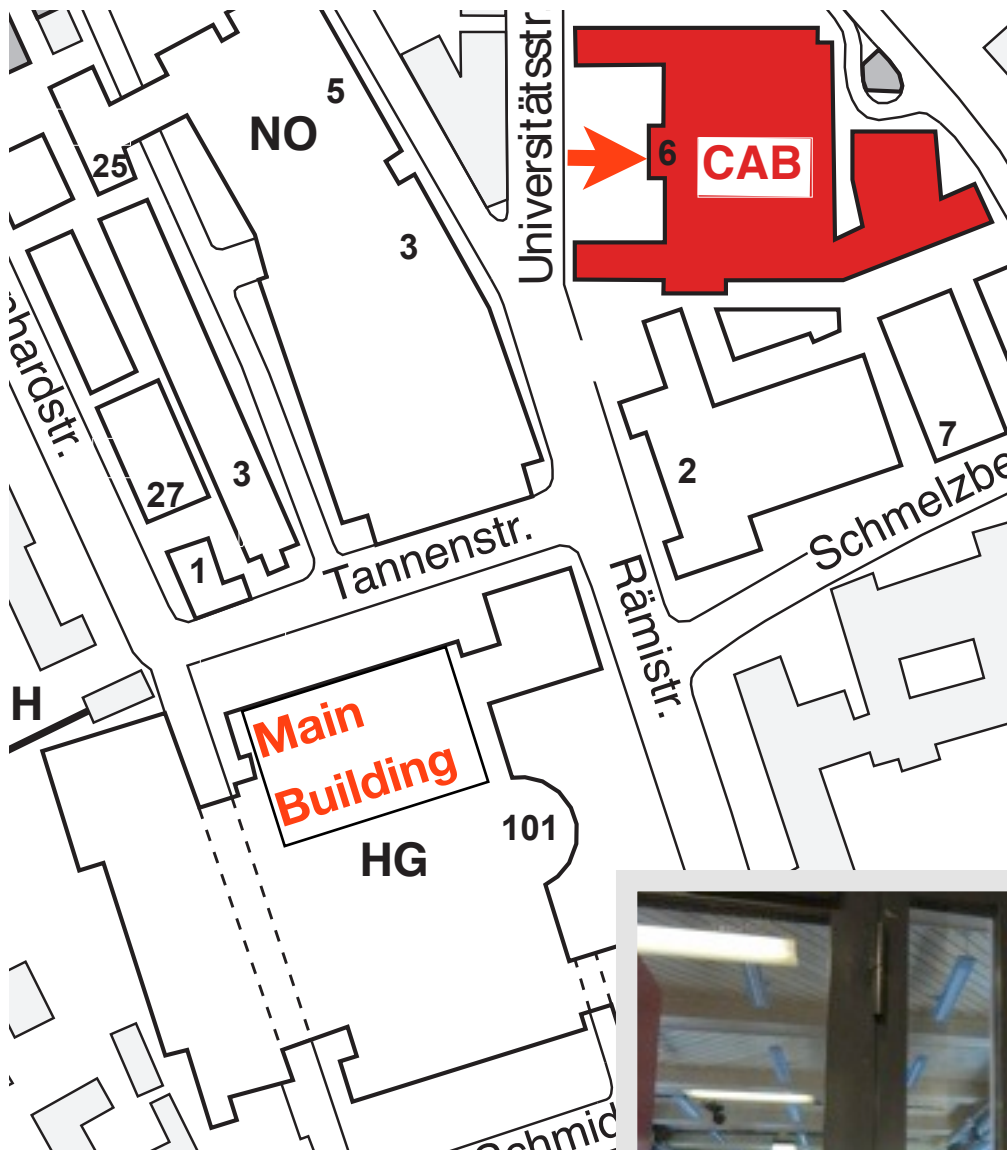 5
Universitätsstr.
NO
25
6
CAB
3
hardstr.
3
27
2
7
Schmelzbe
1
Tannenstr.
Rämistr.
H
Main
Building
101
HG
Schmid